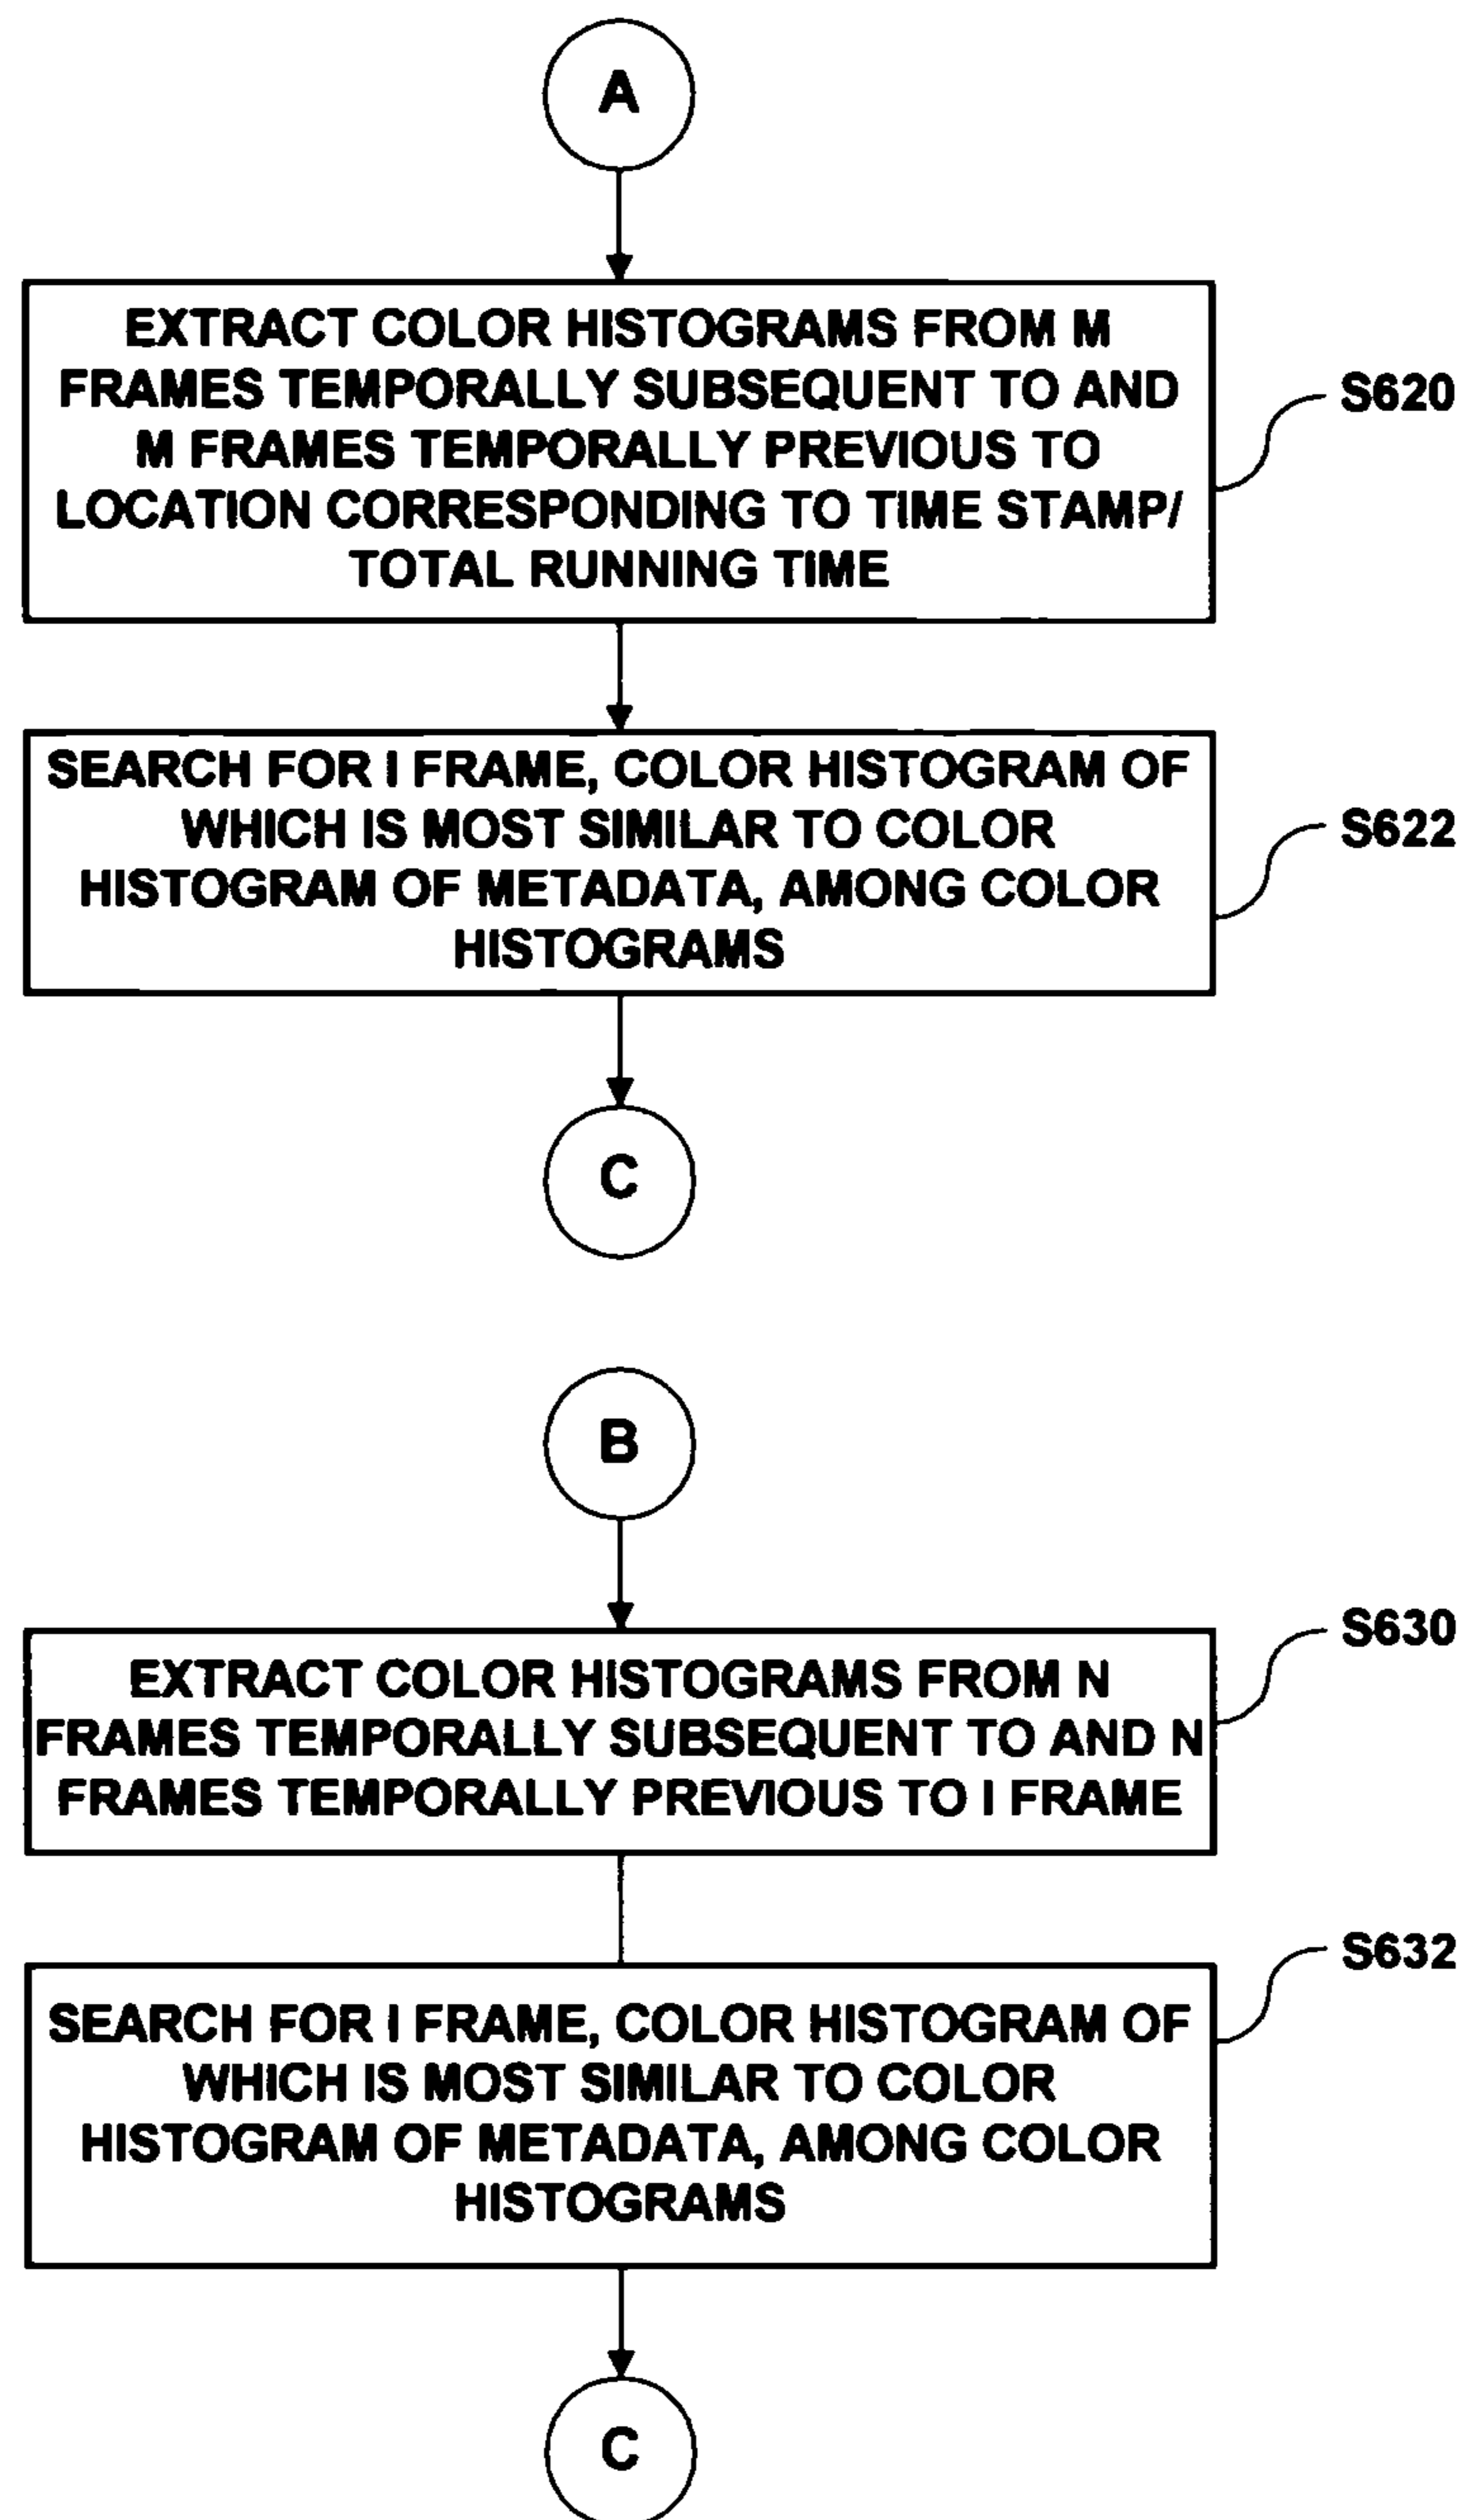 A
EXTRACT COLOR HISTOGRAMS FROM M
FRAMES TEMPORALLY SUBSEQUENT TO AND
M FRAMES TEMPORALLY PREVIOUS TO
LOCATION CORRESPONDING TO TIME STAMP/
TOTAL RUNNING TIME
S620
SEARCH FOR I FRAME, COLOR HISTOGRAM OF
WHICH IS MOST SIMILAR TO COLOR
HISTOGRAM OF METADATA, AMONG COLOR
HISTOGRAMS
S622
C
B
EXTRACT COLOR HISTOGRAMS FROM N
FRAMES TEMPORALLY SUBSEQUENT TO AND N
FRAMES TEMPORALLY PREVIOUS TO I FRAME
S630
SEARCH FOR I FRAME, COLOR HISTOGRAM OF
WHICH IS MOST SIMILAR TO COLOR
HISTOGRAM OF METADATA, AMONG COLOR
HISTOGRAMS
S632
C